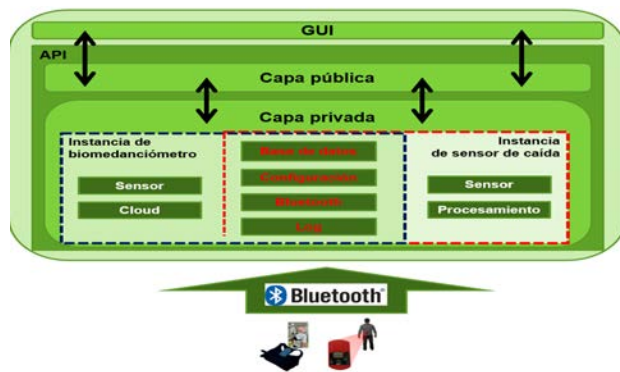 GUI
API
Capa pública
Capa privada
Instancia de
biomedanciómetro
Sensor
Cloud
Base de datos
Configuración
Bluetooth
Log
Instancia
de sensor de caída
Sensor
Procesamiento
Bluetooth®